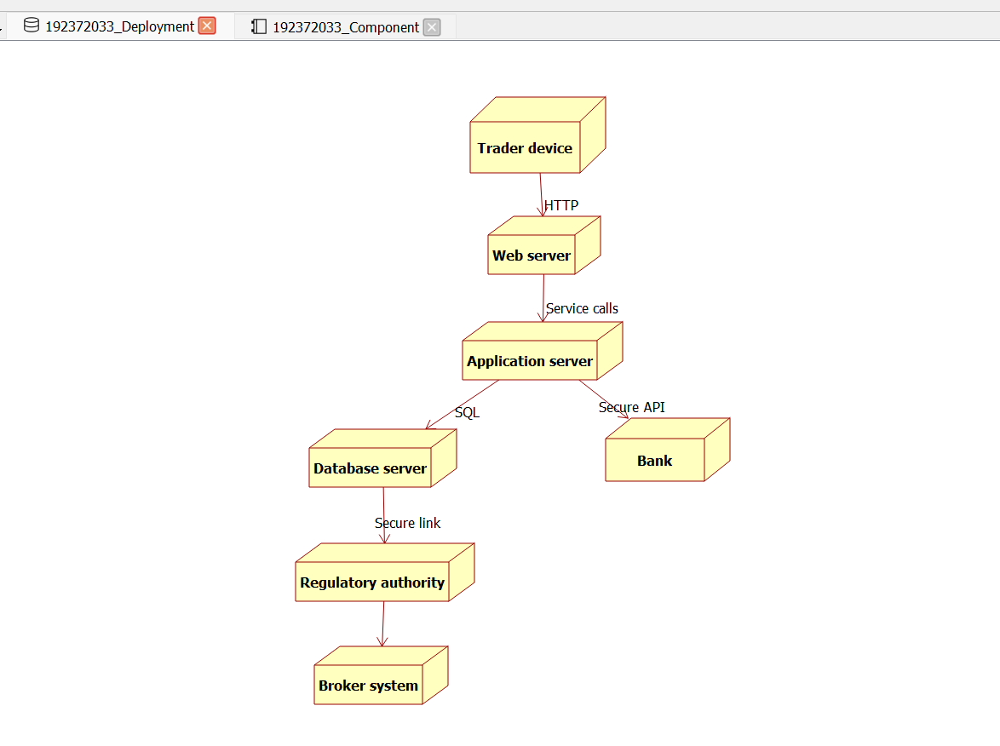 192372033_Deployment
192372033_Component
Trader device
HTTP
Web server
Service calls
Application server
SQL
Secure API
Database server
Bank
Secure link
Regulatory authority
Broker system